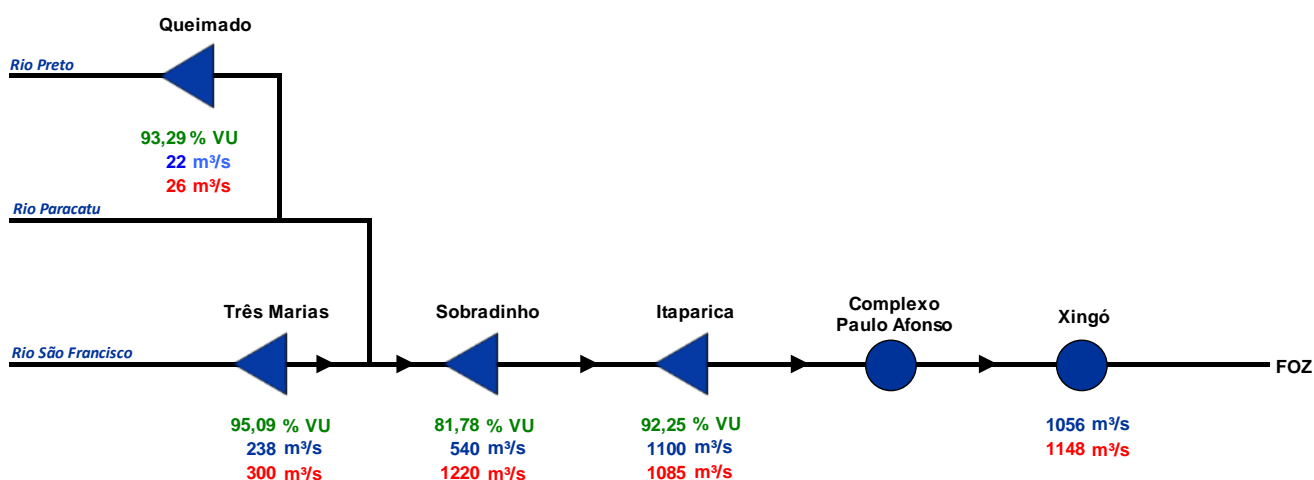 Queimado
Rio Preto
93,29 % VU
22 m³/s
26 m³/s
Rio Paracatu
Três Marias
Sobradinho
Itaparica
Complexo
Paulo Afonso
Xingó
Rio São Francisco
FOZ
95,09 % VU
238 m³/s
300 m³/s
81,78 % VU
540 m³/s
1220 m³/s
92,25 % VU
1100 m³/s
1085 m³/s
1056 m³/s
1148 m³/s